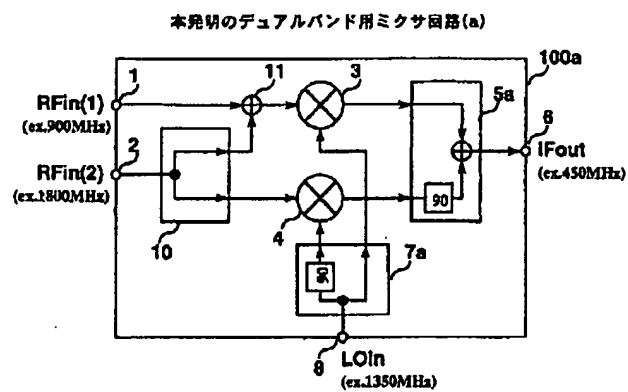 本発明のデュアルバンド用ミクサ回路(a)
11
3
100a
1
5a
RFin(1)
(ex.900MHz)
6
2
RFin(2)
IFout
(ex.1800MHz)
(ex.450MHz)
90
10
4
7a
90
8
LOin
(ex.1350MHz)